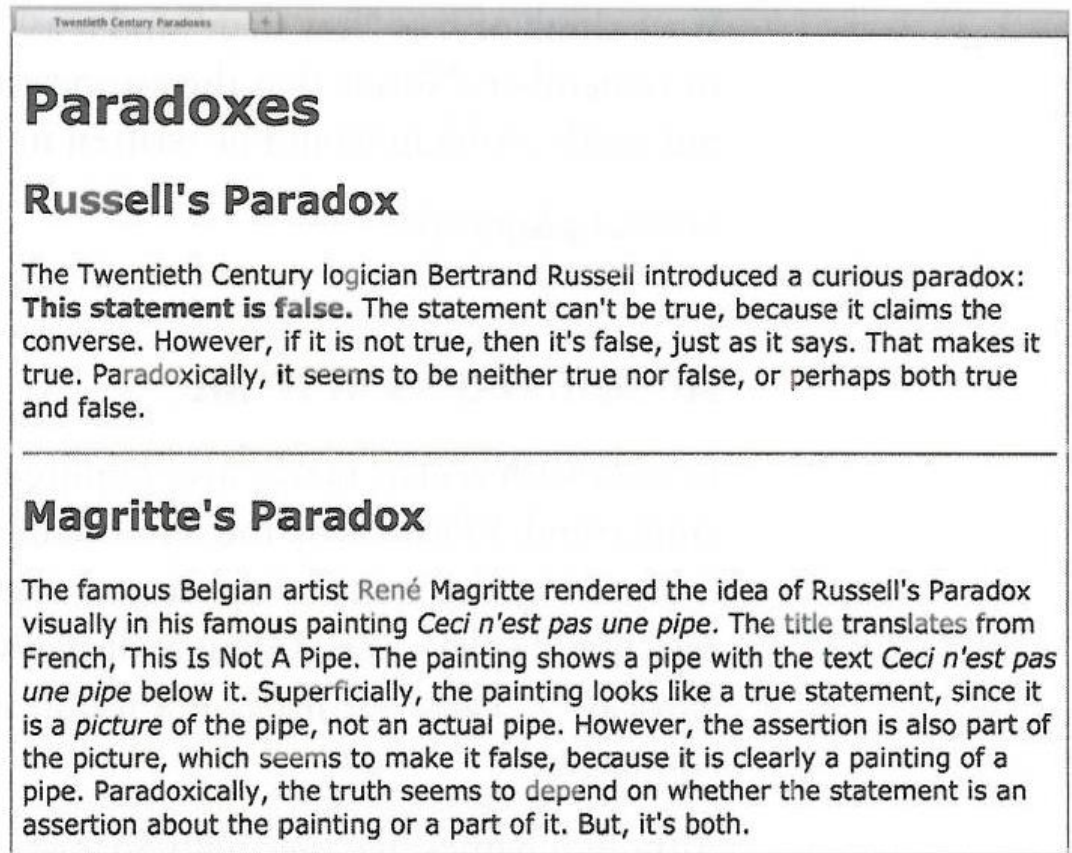 Twentieth Century Paradoxes
+
Paradoxes
Russell's Paradox
The Twentieth Century logician Bertrand Russell introduced a curious paradox:
This statement is false. The statement can't be true, because it claims the
converse. However, if it is not true, then it's false, just as it says. That makes it
true. Paradoxically, it seems to be neither true nor false, or perhaps both true
and false.
Magritte's Paradox
The famous Belgian artist René Magritte rendered the idea of Russell's Paradox
visually in his famous painting Ceci n'est pas une pipe. The title translates from
French, This Is Not A Pipe. The painting shows a pipe with the text Ceci n'est pas
une pipe below it. Superficially, the painting looks like a true statement, since it
is a picture of the pipe, not an actual pipe. However, the assertion is also part of
the picture, which seems to make it false, because it is clearly a painting of a
pipe. Paradoxically, the truth seems to depend on whether the statement is an
assertion about the painting or a part of it. But, it's both.